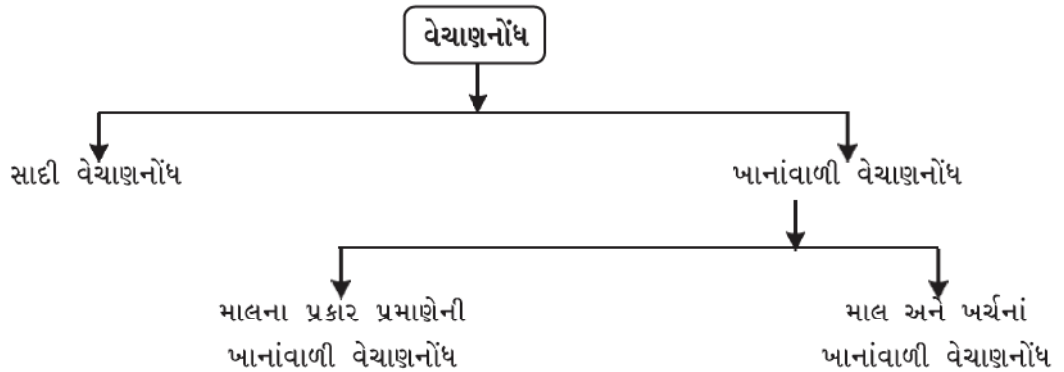 વેચાણનોંધ
સાદી વેચાણનોંધ
ખાનાંવાળી વેચાણનોંધ
માલના પ્રકાર પ્રમાણેની
ખાનાંવાળી વેચાણનોંધ
માલ અને ખર્ચનાં
ખાનાંવાળી વેચાણનોંધ